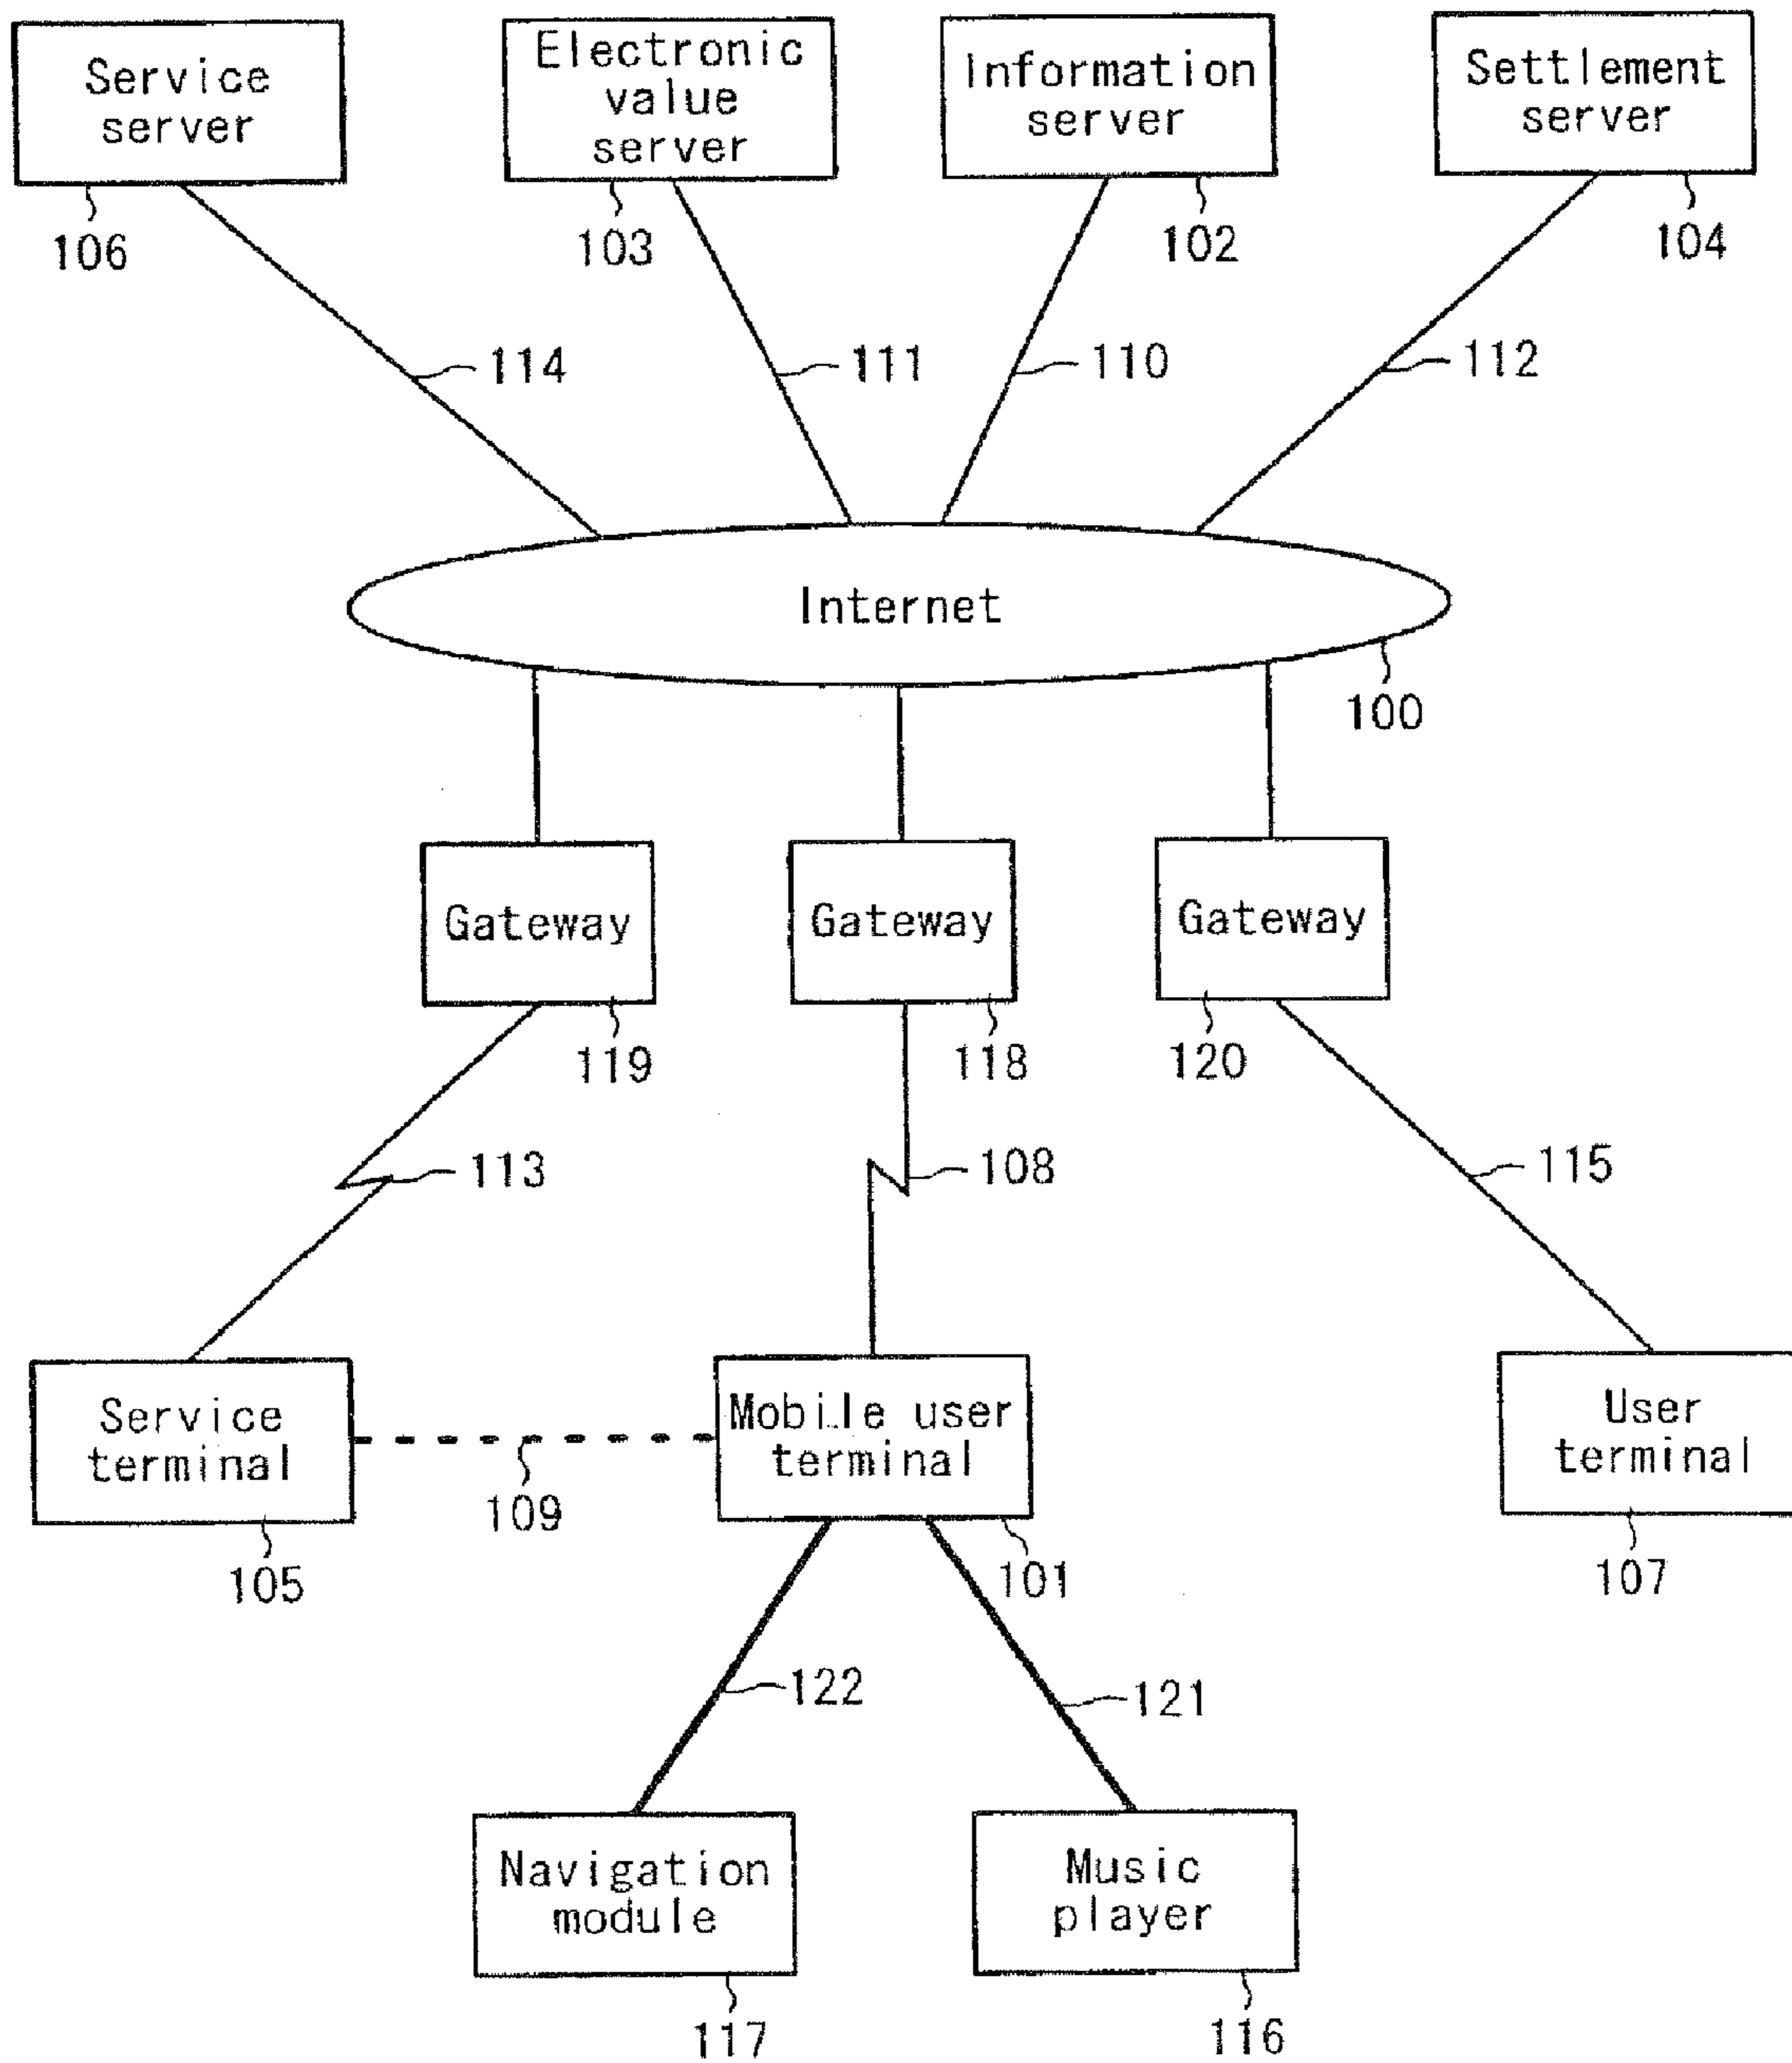 Service
server
106
Electronic
value
server
103
Information
server
102
Settlement
server
104
114
111
110
112
Internet
100
Gateway
119
Gateway
118
Gateway
120
113
108
115
Service
terminal
105
109
Mobile user
terminal
101
User
terminal
107
122
121
Navigation
module
117
Music
player
116